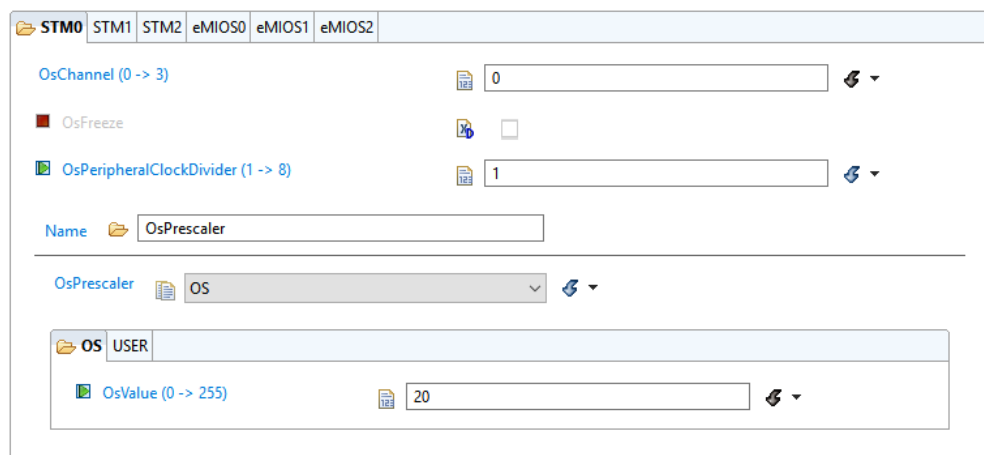 STM0 STM1 STM2 eMIOS0 eMIOS1 eMIOS2
OsChannel (0 -> 3) 0
OsFreeze
OsPeripheralClockDivider (1 -> 8) 1
Name OsPrescaler
OsPrescaler OS
OS USER
OsValue (0 -> 255) 20